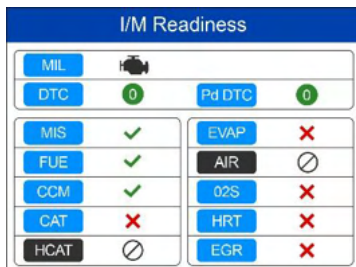 I/M Readiness
MIL
DTC 0 Pd DTC 0
MIS EVAP
FUE AIR
CCM 02S
CAT HRT
HCAT EGR